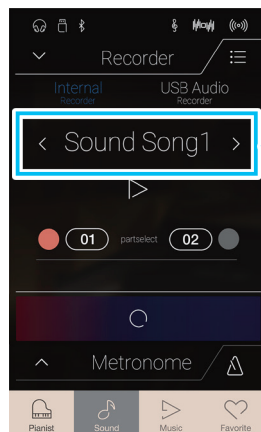 Recorder
Internal
Recorder
USB Audio
Recorder
< Sound Song1 >
01 partselect 02
Metronome
Pianist Sound Music Favorite